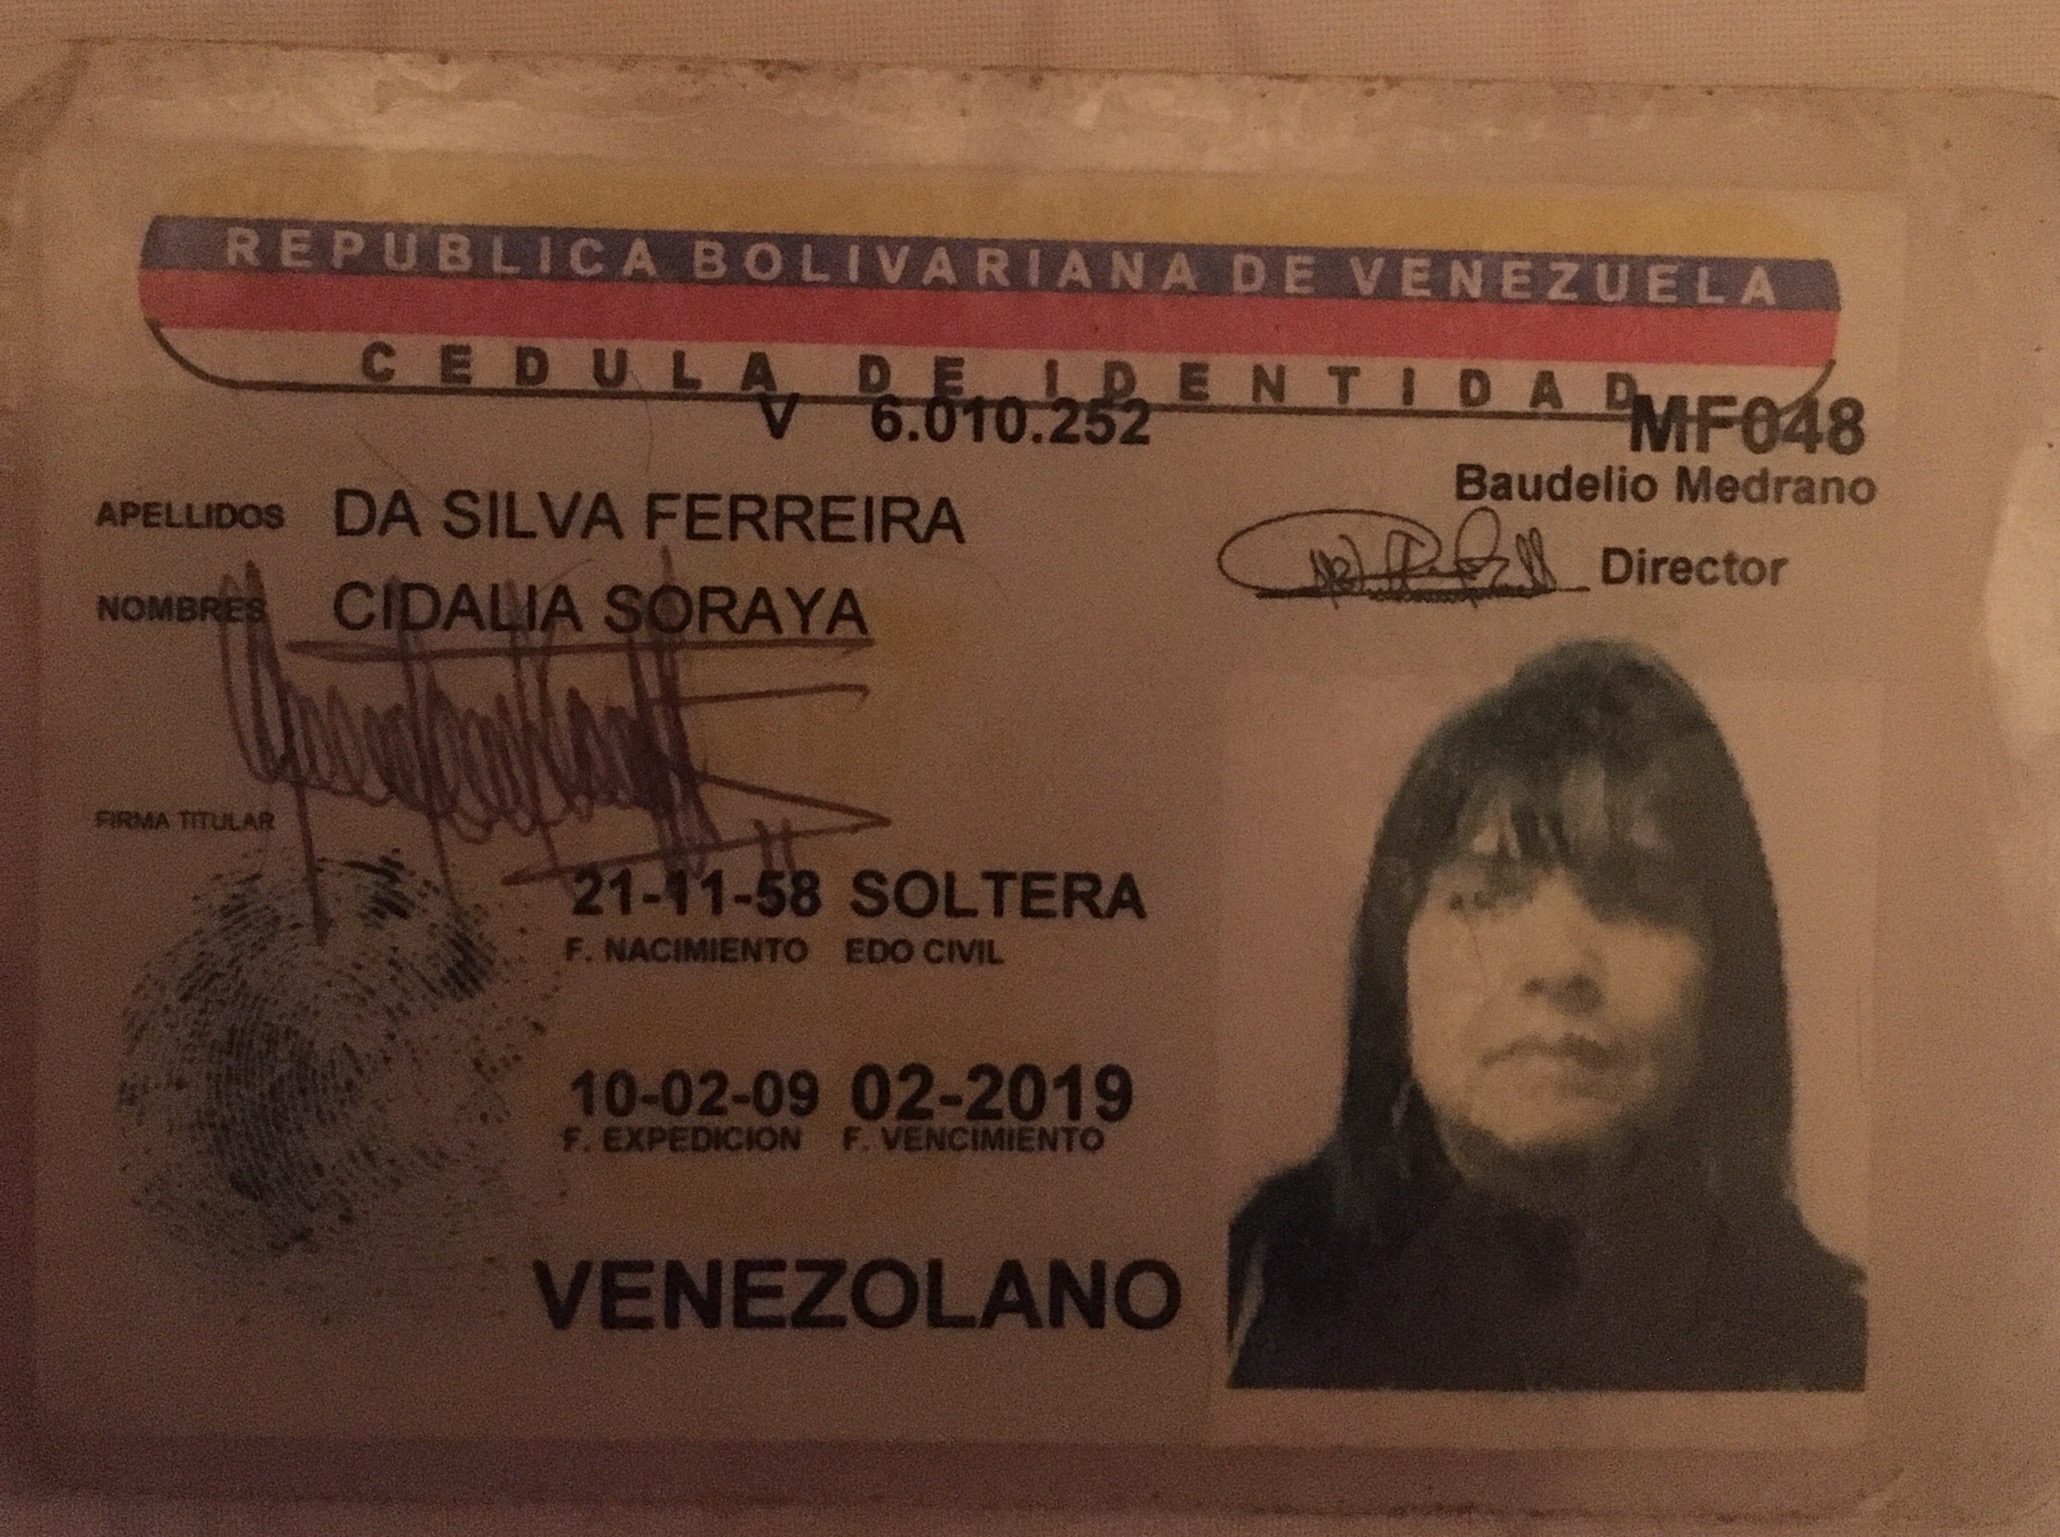 REPUBLICA BOLIVARIANA DE VENEZUELA
CEDULA DE IDENTIDAD
V 6.010.252 MF048
Baudelio Medrano
APELLIDOS DA SILVA FERREIRA
Director
NOMBRES CIDALIA SORAYA
FIRMA TITULAR
21-11-58 SOLTERA
F. NACIMIENTO EDO CIVIL
10-02-09 02-2019
F. EXPEDICION F. VENCIMIENTO
VENEZOLANO